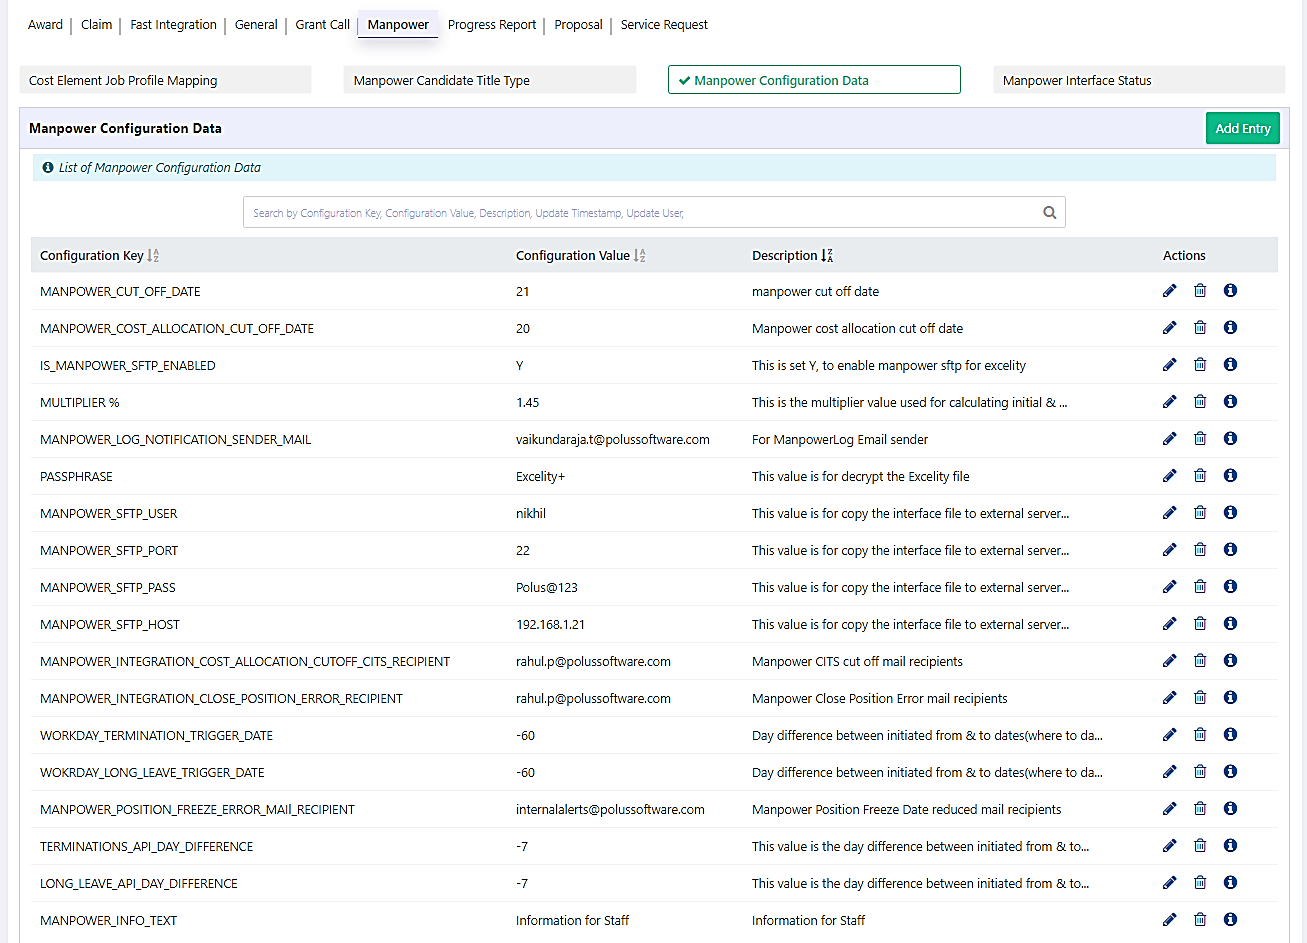 Award Claim Fast Integration General Grant Call Manpower Progress Report Proposal Service Request
Cost Element Job Profile Mapping Manpower Candidate Title Type Manpower Configuration Data Manpower Interface Status
Manpower Configuration Data Add Entry
List of Manpower Configuration Data
Search by Configuration Key, Configuration Value, Description, Update Timestamp, Update User,
Configuration Key Configuration Value Description Actions
MANPOWER_CUT_OFF_DATE 21 manpower cut off date
MANPOWER_COST_ALLOCATION_CUT_OFF_DATE 20 Manpower cost allocation cut off date
IS_MANPOWER_SFTP_ENABLED Y This is set Y, to enable manpower sftp for excelity
MULTIPLIER % 1.45 This is the multiplier value used for calculating initial & ...
MANPOWER_LOG_NOTIFICATION_SENDER_MAIL vaikundaraja.t@polussoftware.com For ManpowerLog Email sender
PASSPHRASE Excelity+ This value is for decrypt the Excelity file
MANPOWER_SFTP_USER nikhil This value is for copy the interface file to external server...
MANPOWER_SFTP_PORT 22 This value is for copy the interface file to external server...
MANPOWER_SFTP_PASS Polus@123 This value is for copy the interface file to external server...
MANPOWER_SFTP_HOST 192.168.1.21 This value is for copy the interface file to external server...
MANPOWER_INTEGRATION_COST_ALLOCATION_CUTOFF_CITS_RECIPIENT rahul.p@polussoftware.com Manpower CITS cut off mail recipients
MANPOWER_INTEGRATION_CLOSE_POSITION_ERROR_RECIPIENT rahul.p@polussoftware.com Manpower Close Position Error mail recipients
WORKDAY_TERMINATION_TRIGGER_DATE -60 Day difference between initiated from & to dates(where to da...
WOKRDAY_LONG_LEAVE_TRIGGER_DATE -60 Day difference between initiated from & to dates(where to da...
MANPOWER_POSITION_FREEZE_ERROR_MAIl_RECIPIENT internalalerts@polussoftware.com Manpower Position Freeze Date reduced mail recipients
TERMINATIONS_API_DAY_DIFFERENCE -7 This value is the day difference between initiated from & to...
LONG_LEAVE_API_DAY_DIFFERENCE -7 This value is the day difference between initiated from & to...
MANPOWER_INFO_TEXT Information for Staff Information for Staff